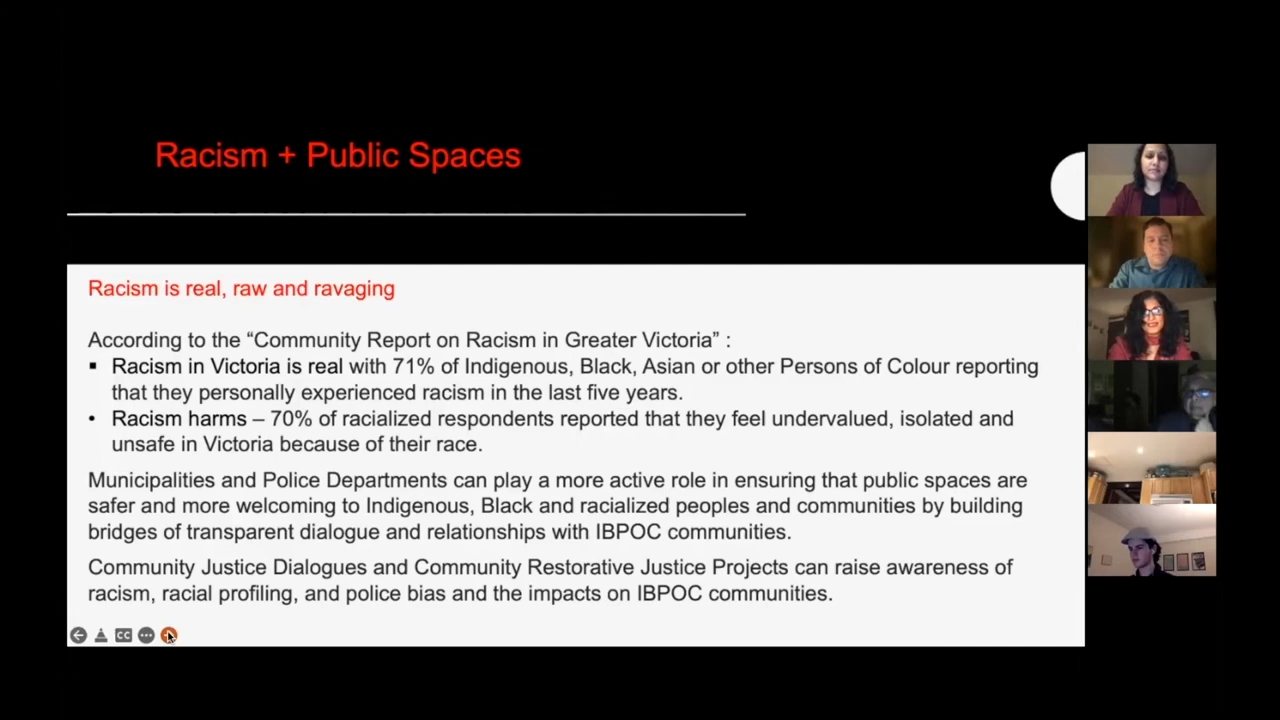 Racism + Public Spaces
Racism is real, raw and ravaging
According to the “Community Report on Racism in Greater Victoria” :
▪ Racism in Victoria is real with 71% of Indigenous, Black, Asian or other Persons of Colour reporting
that they personally experienced racism in the last five years.
• Racism harms – 70% of racialized respondents reported that they feel undervalued, isolated and
unsafe in Victoria because of their race.
Municipalities and Police Departments can play a more active role in ensuring that public spaces are
safer and more welcoming to Indigenous, Black and racialized peoples and communities by building
bridges of transparent dialogue and relationships with IBPOC communities.
Community Justice Dialogues and Community Restorative Justice Projects can raise awareness of
racism, racial profiling, and police bias and the impacts on IBPOC communities.
CC